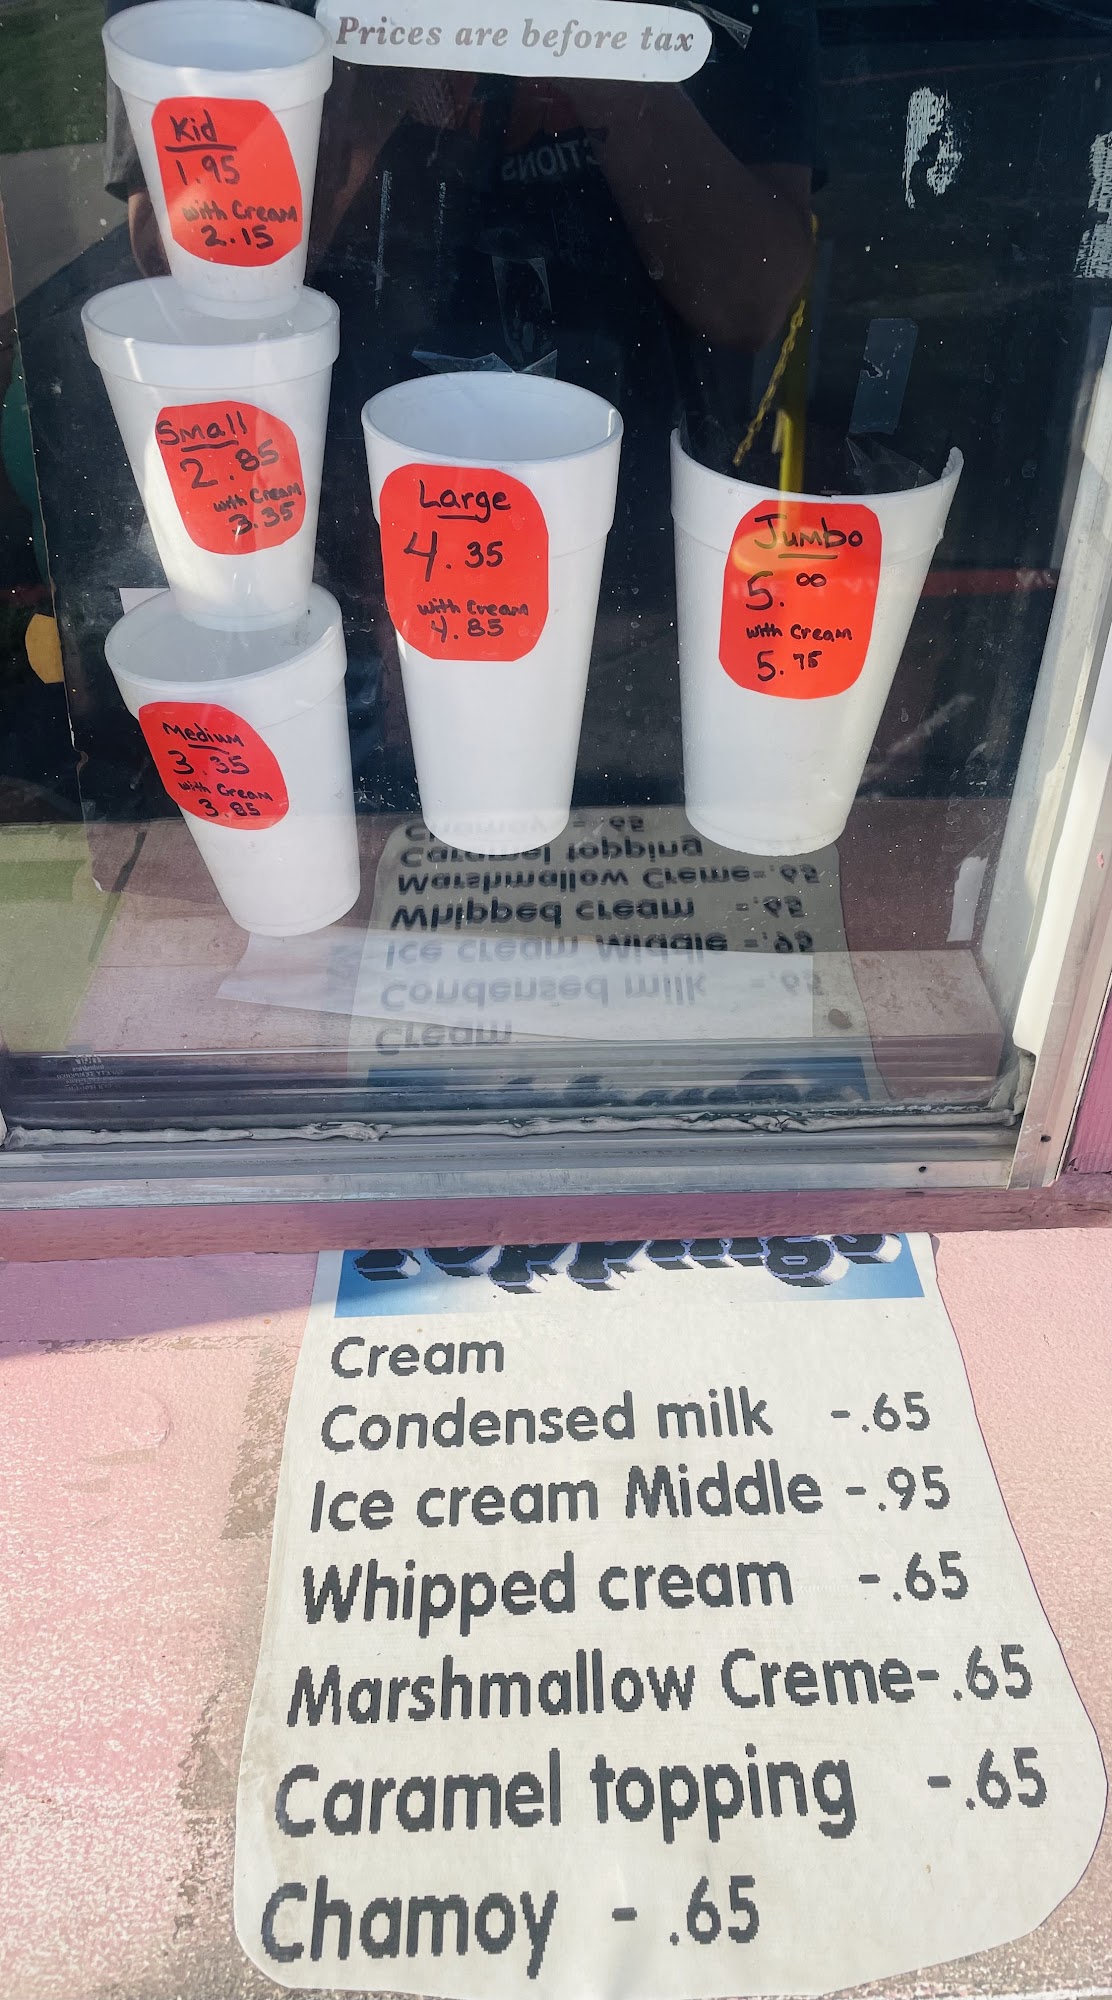 Prices are before tax
Kid
1.95
with Cream
2.15
Small
2.85
with Cream
3.35
Medium
3.35
with Cream
3.85
Large
4.35
with Cream
4.85
Jumbo
5.00
with Cream
5.75
Toppings
Cream
Condensed milk -.65
Ice cream Middle -.95
Whipped cream -.65
Marshmallow Creme-.65
Caramel topping -.65
Chamoy - .65